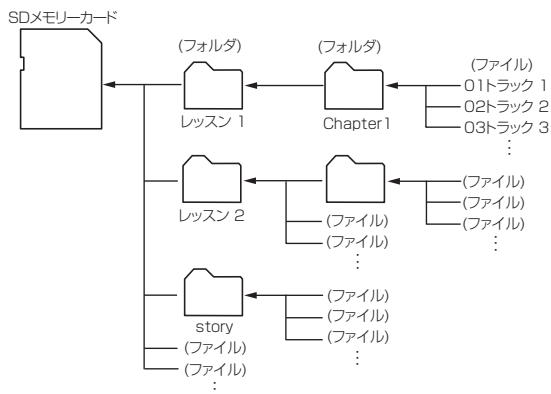 SDメモリーカード
(フォルダ)
(フォルダ)
(ファイル)
01トラック 1
02トラック 2
03トラック 3
⋮
レッスン 1
Chapter1
レッスン 2
(ファイル)
(ファイル)
(ファイル)
⋮
(ファイル)
(ファイル)
⋮
story
(ファイル)
(ファイル)
(ファイル)
⋮
(ファイル)
(ファイル)
⋮